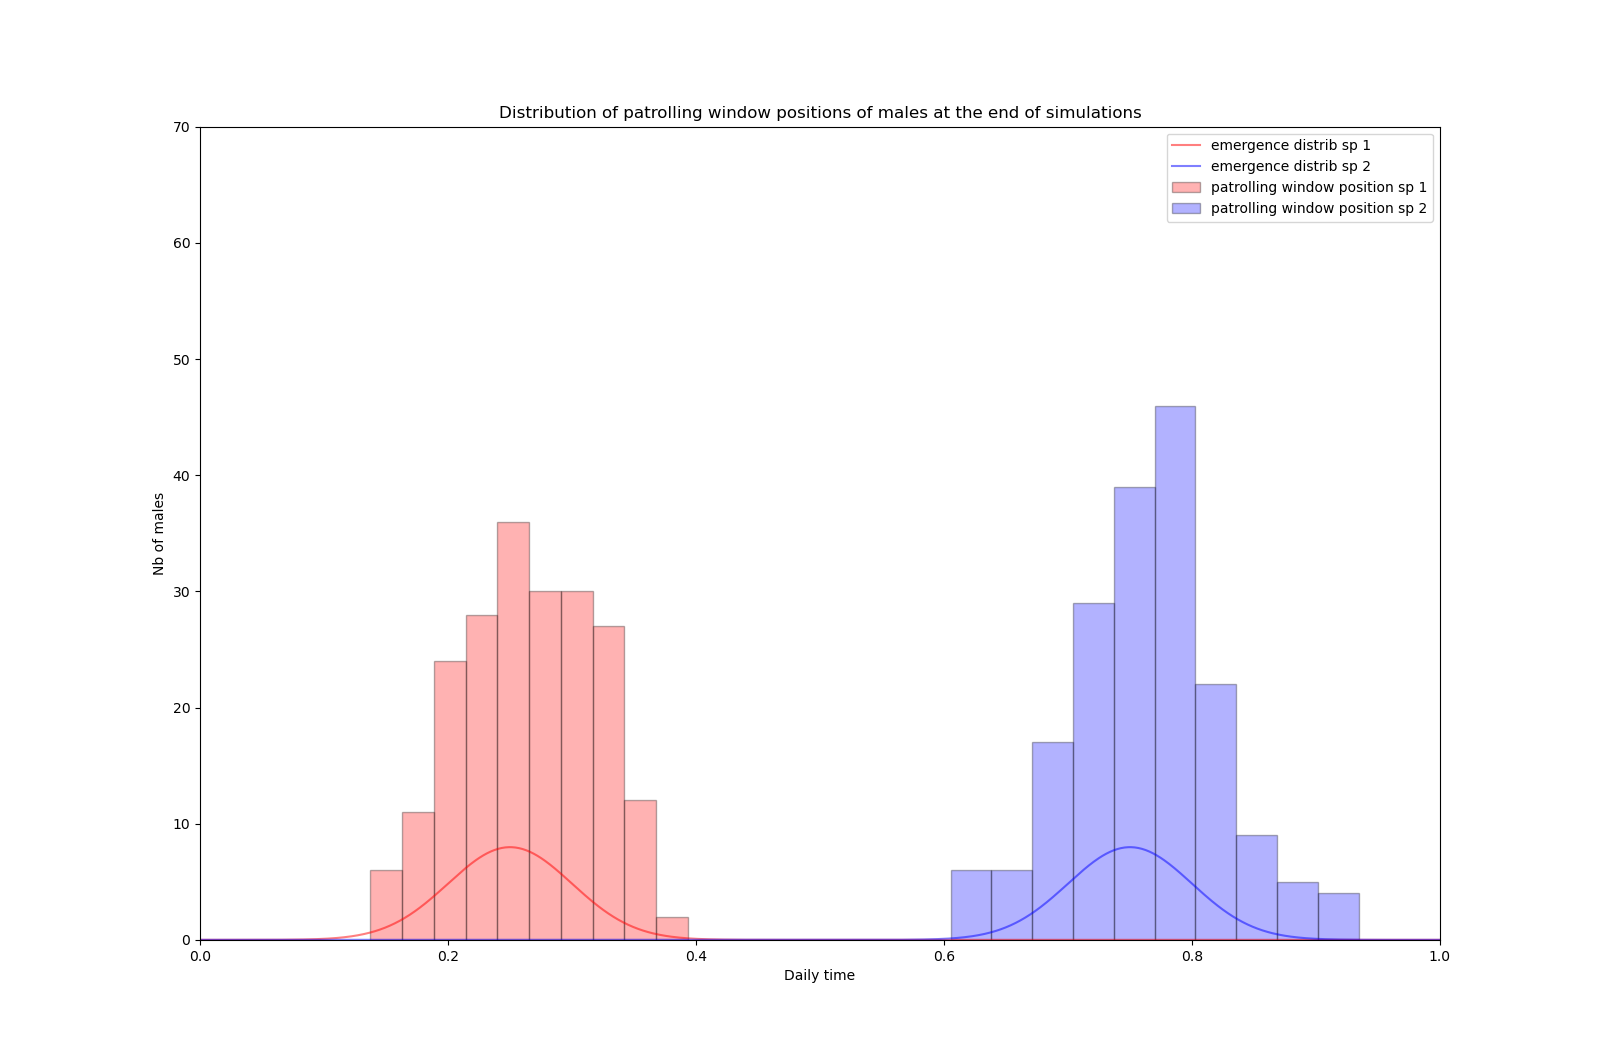 Distribution of patrolling window positions of males at the end of simulations
70
60
50
40
30
20
10
0
Nb of males
emergence distrib sp 1
emergence distrib sp 2
patrolling window position sp 1
patrolling window position sp 2
0.0 0.2 0.4 0.6 0.8 1.0
Daily time